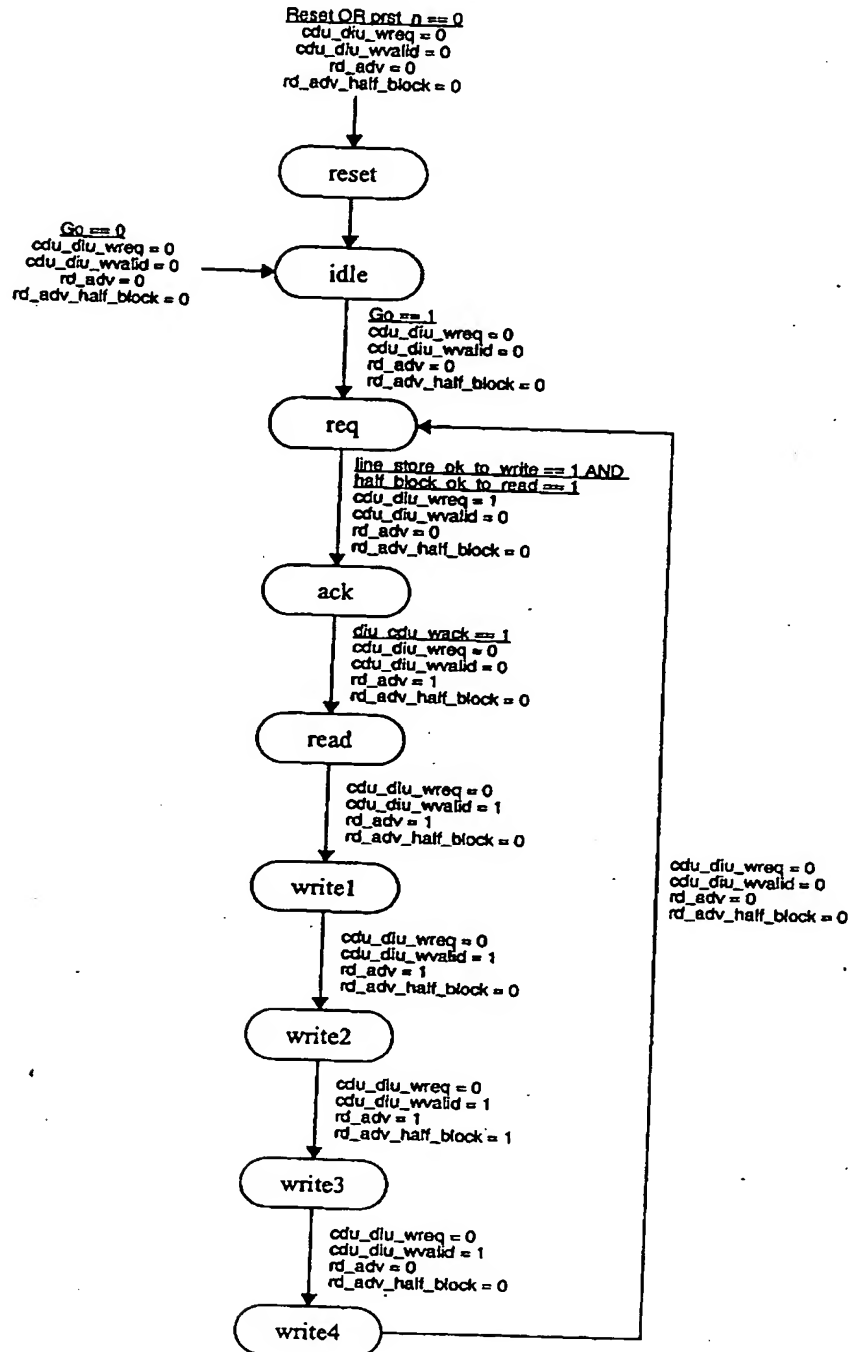 Reset OR prst_n == 0
cdu_diu_wreq = 0
cdu_diu_wvalid = 0
rd_adv = 0
rd_adv_half_block = 0
reset
Go == 0
cdu_diu_wreq = 0
cdu_diu_wvalid = 0
rd_adv = 0
rd_adv_half_block = 0
idle
Go == 1
cdu_diu_wreq = 0
cdu_diu_wvalid = 0
rd_adv = 0
rd_adv_half_block = 0
req
line_store_ok_to_write == 1 AND
half_block_ok_to_read == 1
cdu_diu_wreq = 1
cdu_diu_wvalid = 0
rd_adv = 0
rd_adv_half_block = 0
ack
diu_cdu_wack == 1
cdu_diu_wreq = 0
cdu_diu_wvalid = 0
rd_adv = 1
rd_adv_half_block = 0
read
cdu_diu_wreq = 0
cdu_diu_wvalid = 1
rd_adv = 1
rd_adv_half_block = 0
write1
cdu_diu_wreq = 0
cdu_diu_wvalid = 0
rd_adv = 0
rd_adv_half_block = 0
cdu_diu_wreq = 0
cdu_diu_wvalid = 1
rd_adv = 1
rd_adv_half_block = 0
write2
cdu_diu_wreq = 0
cdu_diu_wvalid = 1
rd_adv = 1
rd_adv_half_block = 1
write3
cdu_diu_wreq = 0
cdu_diu_wvalid = 1
rd_adv = 0
rd_adv_half_block = 0
write4